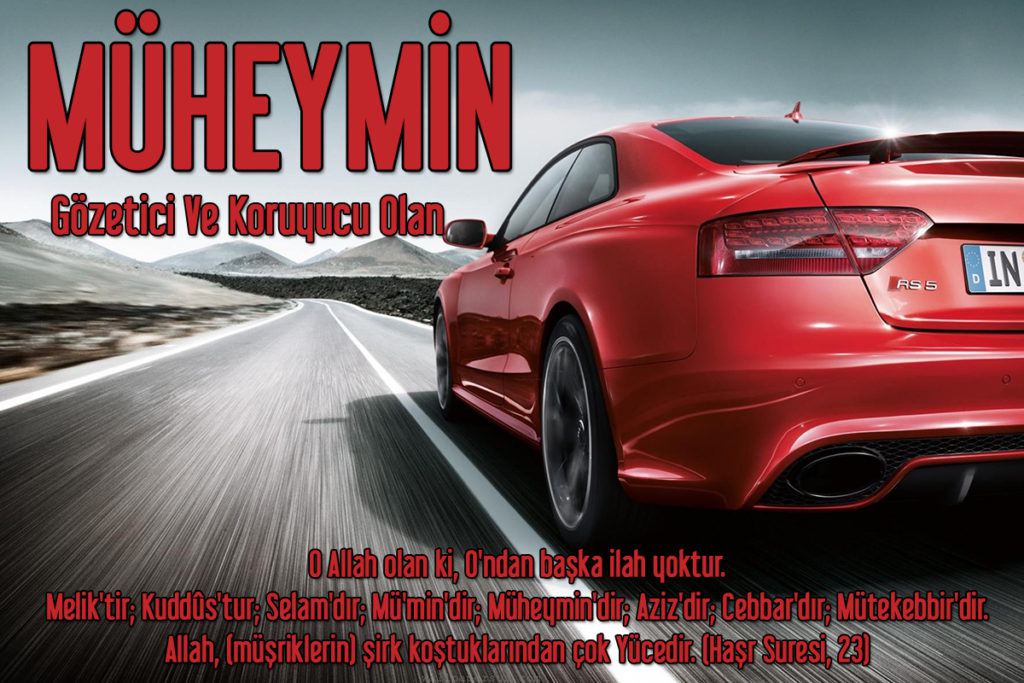 MÜHEYMİN
Gözetici Ve Koruyucu Olan
RS 5
D
IN
O Allah olan ki, O'ndan başka ilah yoktur.
Melik'tir; Kuddûs'tur; Selam'dır; Mü'min'dir; Müheymin'dir; Aziz'dir; Cebbar'dır; Mütekebbir'dir.
Allah, (müşriklerin) şirk koştuklarından çok Yücedir. (Haşr Suresi, 23)